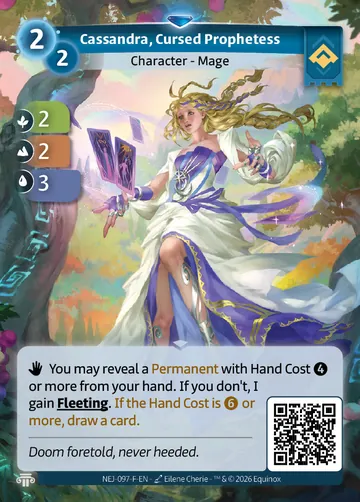 2
2
Cassandra, Cursed Prophetess
Character - Mage
2
2
3
You may reveal a Permanent with Hand Cost 4
or more from your hand. If you don't, I
gain Fleeting. If the Hand Cost is 6 or
more, draw a card.
Doom foretold, never heeded.
NEJ-097-F-EN - Eilene Cherie - ™ & © 2026 Equinox